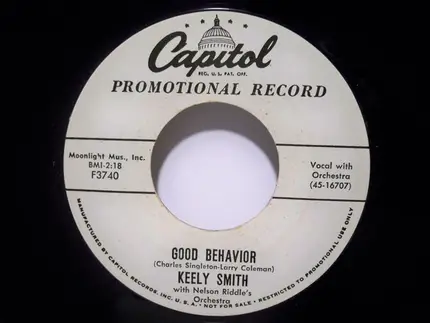 Capitol
REG. U.S. PAT. OFF.
PROMOTIONAL RECORD
Moonlight Mus., Inc.
BMI-2:18
F3740
Vocal with
Orchestra
(45-16707)
GOOD BEHAVIOR
(Charles Singleton-Larry Coleman)
KEELY SMITH
with Nelson Riddle's
Orchestra
MANUFACTURED BY CAPITOL RECORDS, INC. U.S.A. • NOT FOR SALE • RESTRICTED TO PROMOTIONAL USE ONLY